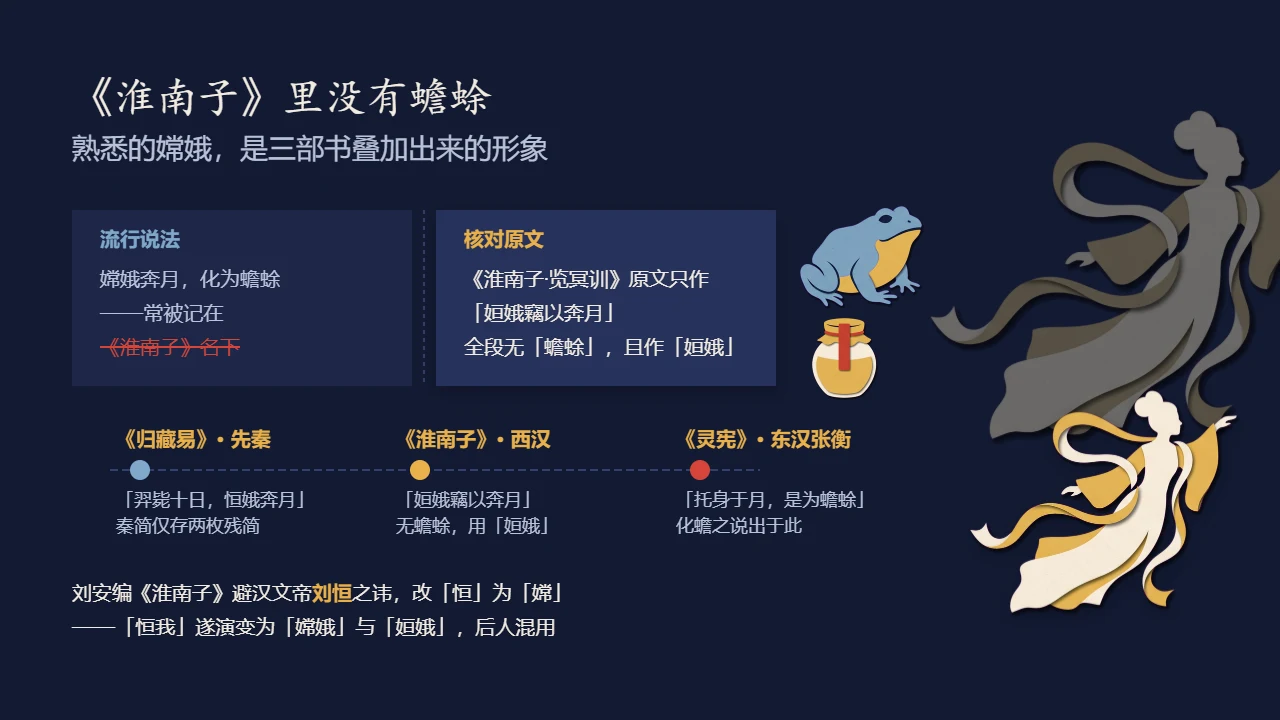 《淮南子》里没有蟾蜍
熟悉的嫦娥，是三部书叠加出来的形象
流行说法
嫦娥奔月，化为蟾蜍
——常被记在
《淮南子》名下
核对原文
《淮南子·览冥训》原文只作
「姮娥竊以奔月」
全段无「蟾蜍」，且作「姮娥」
《归藏易》· 先秦
「羿毙十日，恒娥奔月」
秦简仅存两枚残简
《淮南子》· 西汉
「姮娥竊以奔月」
无蟾蜍，用「姮娥」
《灵宪》· 东汉张衡
「托身于月，是为蟾蜍」
化蟾之说出于此
刘安编《淮南子》避汉文帝刘恒之讳，改「恒」为「嫦」
——「恒我」遂演变为「嫦娥」与「姮娥」，后人混用